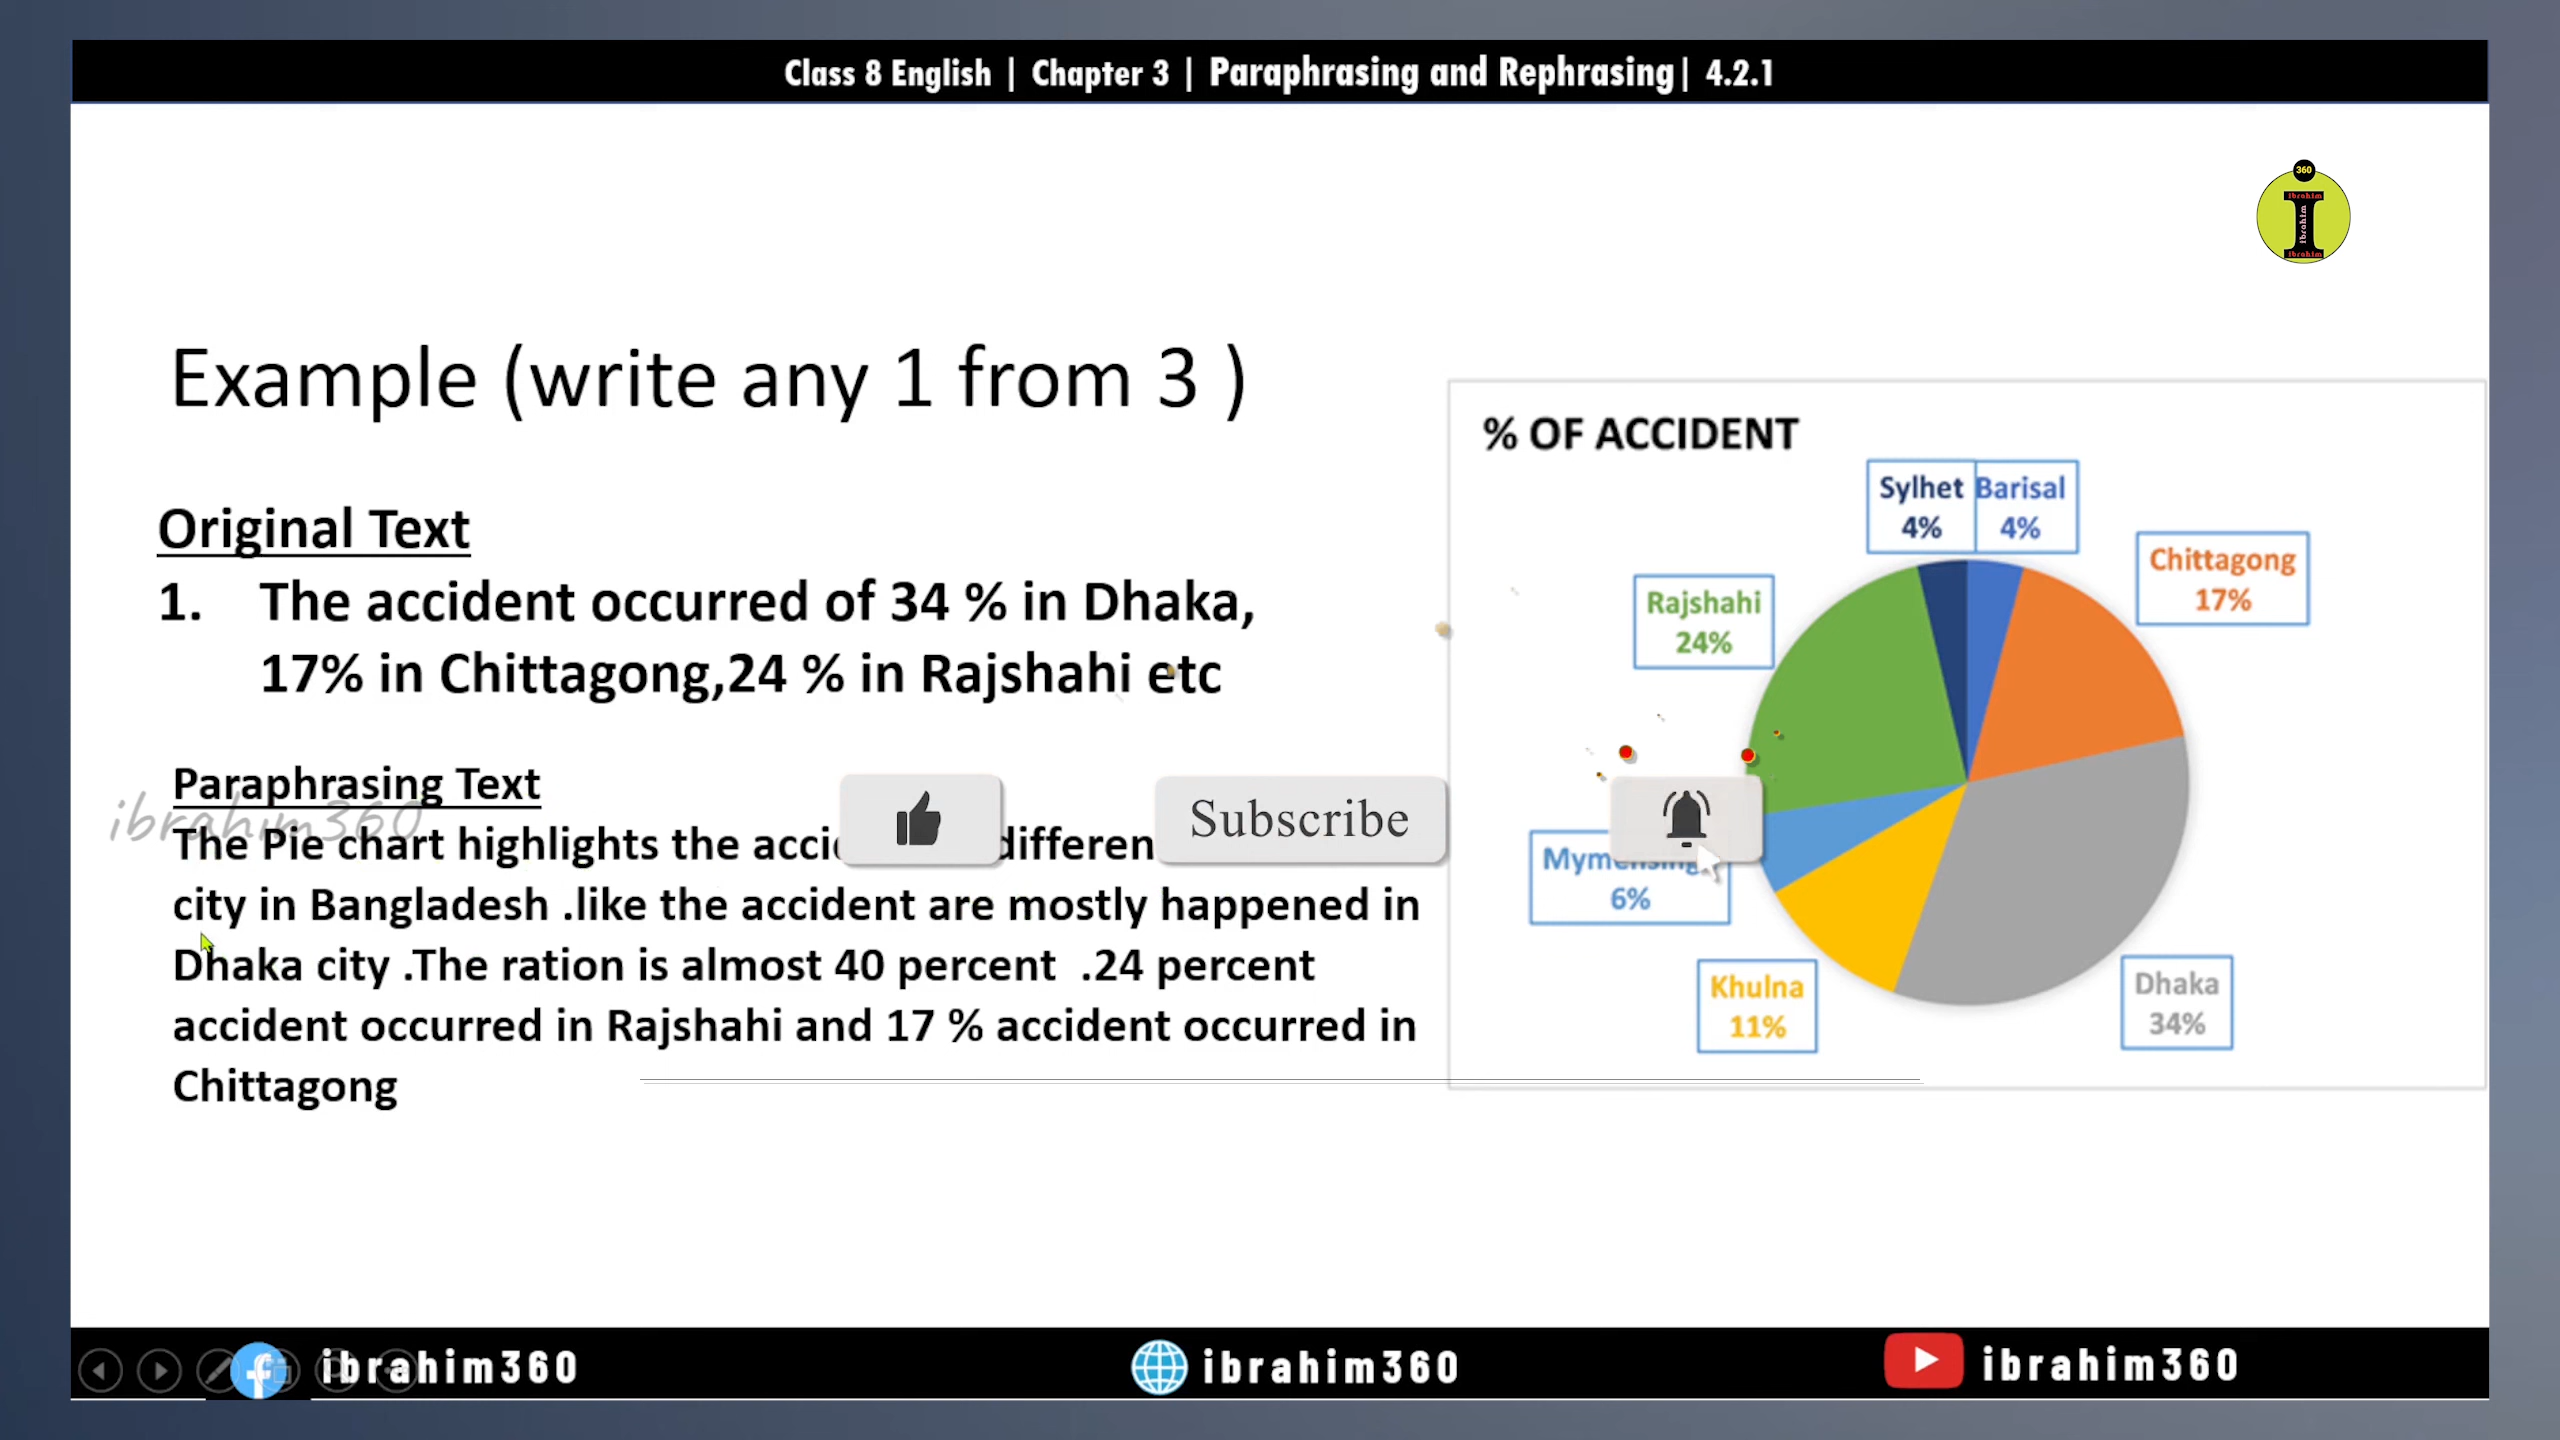 Class 8 English | Chapter 3 | Paraphrasing and Rephrasing| 4.2.1
360
ibrahim
ibrahim
ibrahim
Example (write any 1 from 3 )
Original Text
1. The accident occurred of 34 % in Dhaka,
17% in Chittagong,24 % in Rajshahi etc
Paraphrasing Text
ibrahim360
The Pie chart highlights the
city in Bangladesh .like the accident are mostly happened in
Dhaka city .The ration is almost 40 percent .24 percent
accident occurred in Rajshahi and 17 % accident occurred in
Chittagong
Subscribe
% OF ACCIDENT
Sylhet
4%
Barisal
4%
Chittagong
17%
Rajshahi
24%
6%
Khulna
11%
Dhaka
34%
ibrahim360
ibrahim360
ibrahim360